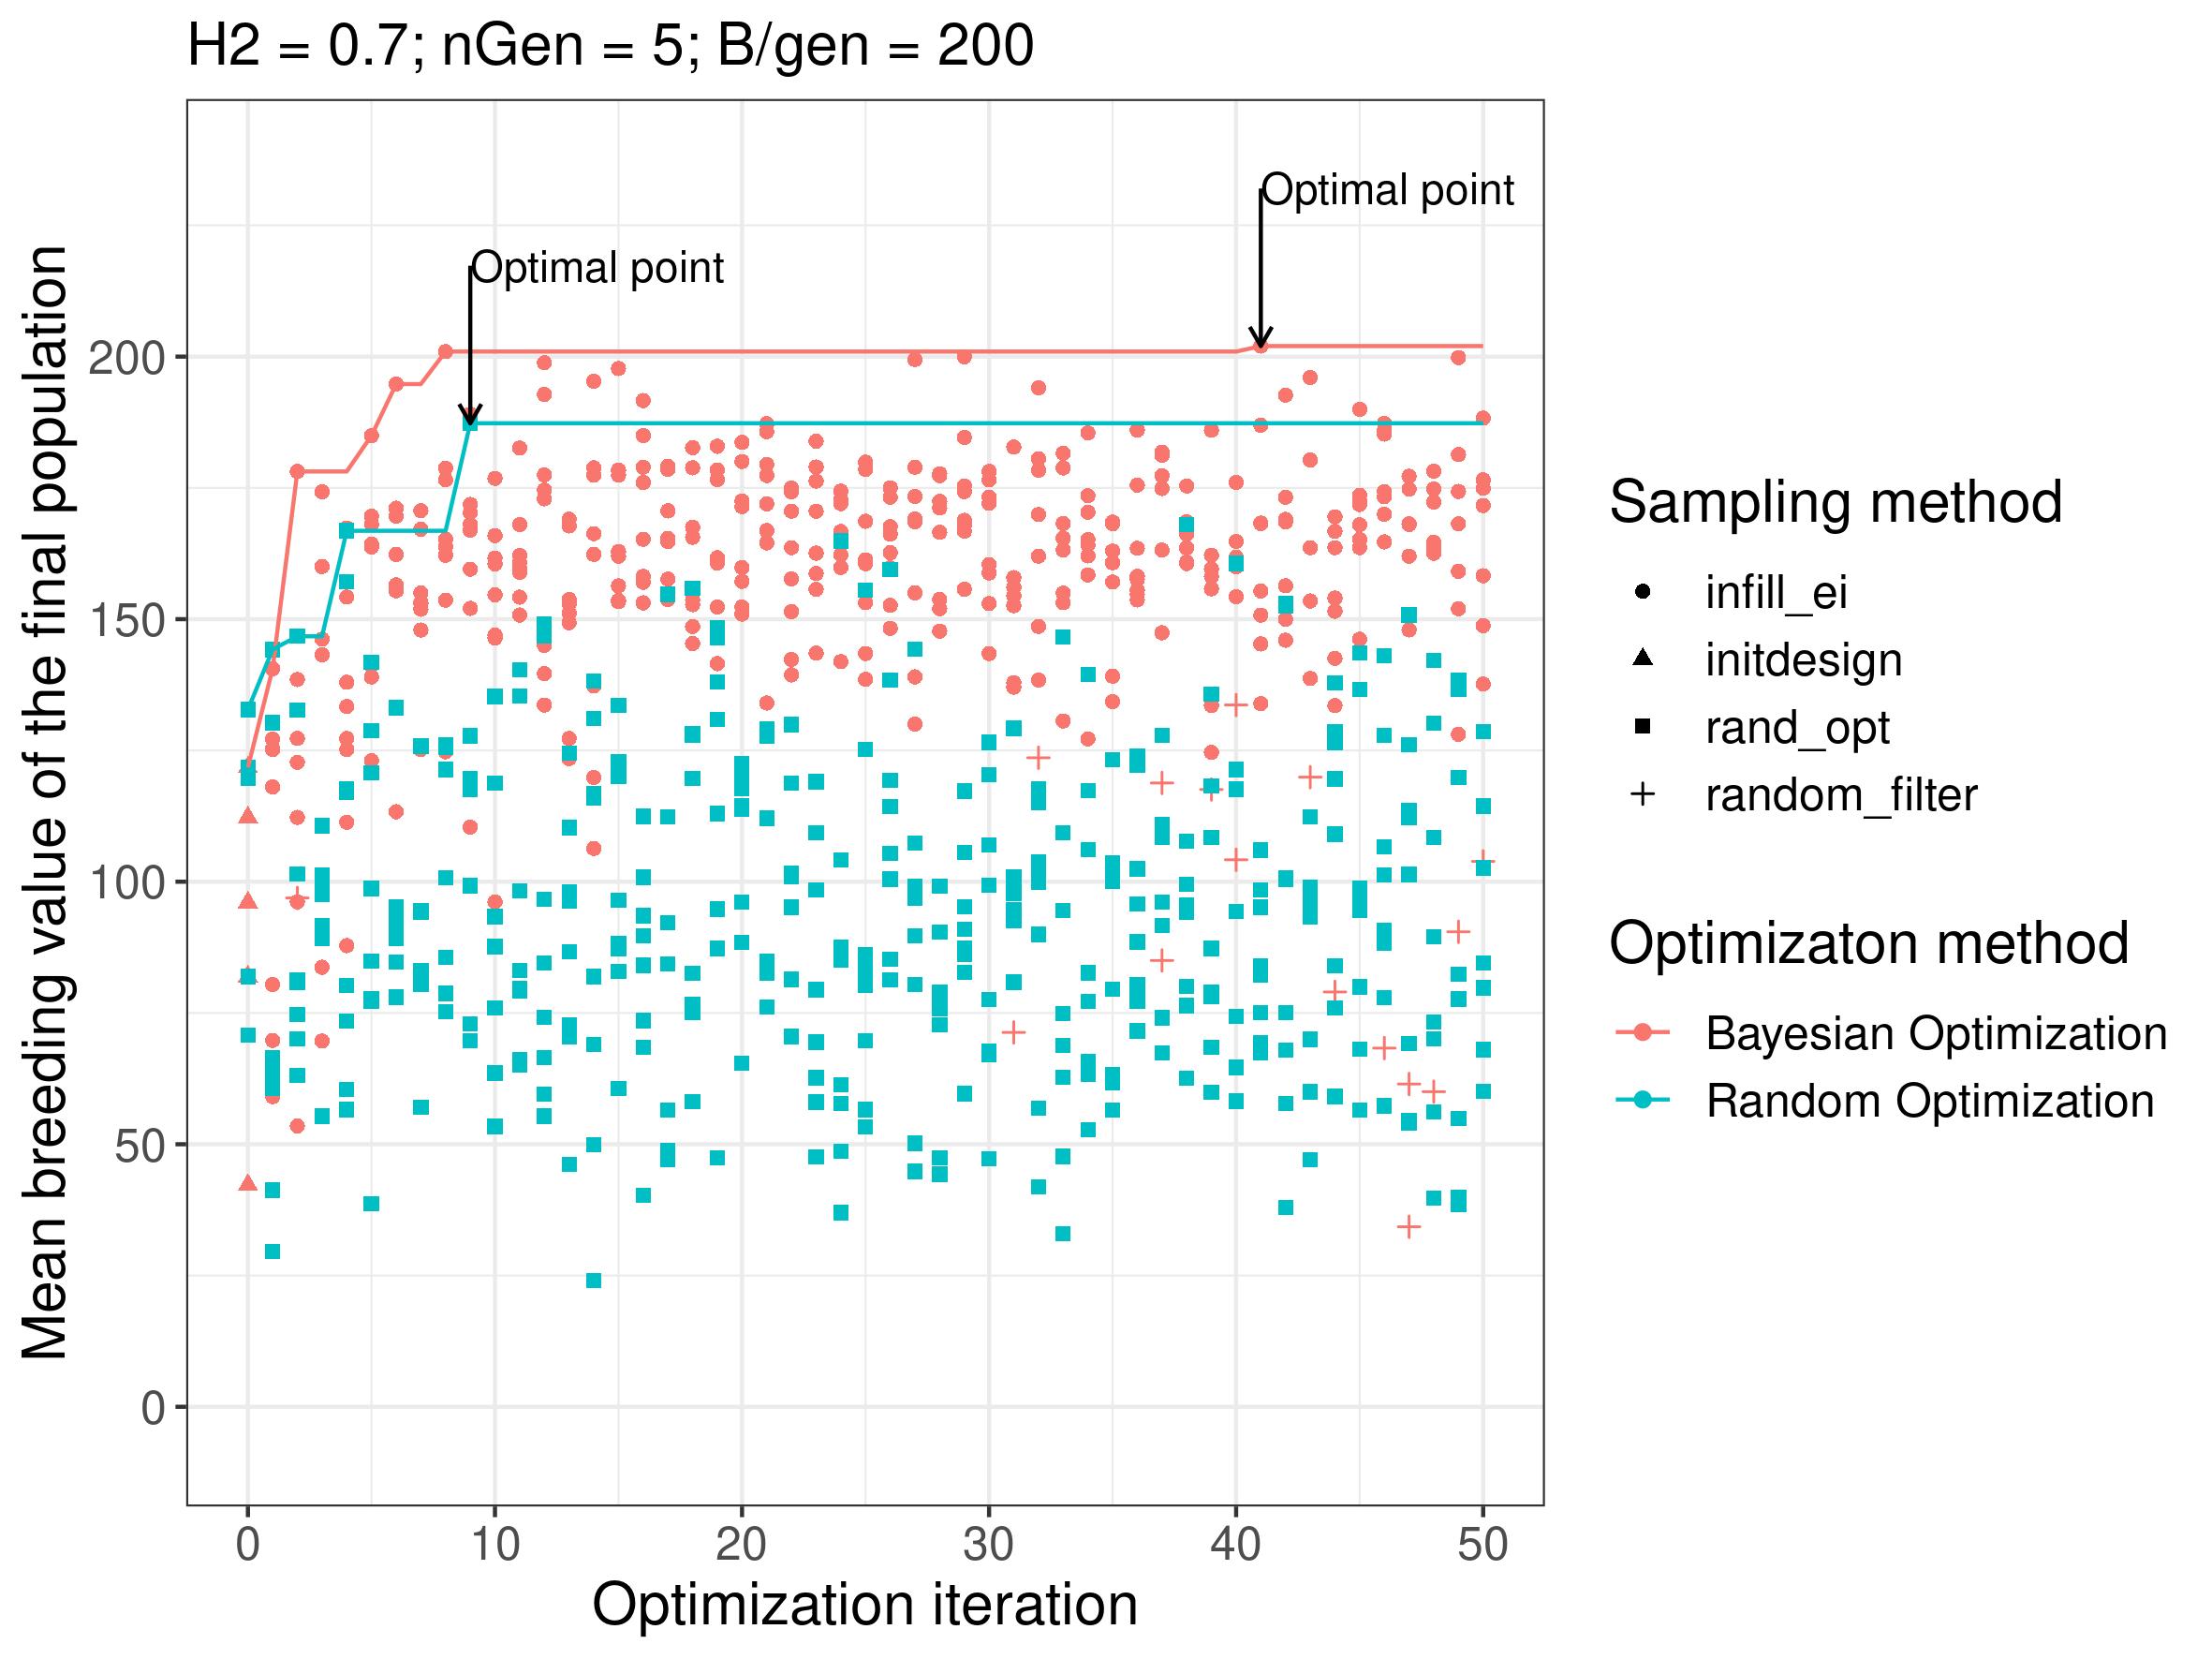 H2 = 0.7; nGen = 5; B/gen = 200
Mean breeding value of the final population
200
150
100
50
0
Optimal point
Optimal point
0 10 20 30 40 50
Optimization iteration
Sampling method
infill_ei
initdesign
rand_opt
random_filter
Optimizaton method
Bayesian Optimization
Random Optimization